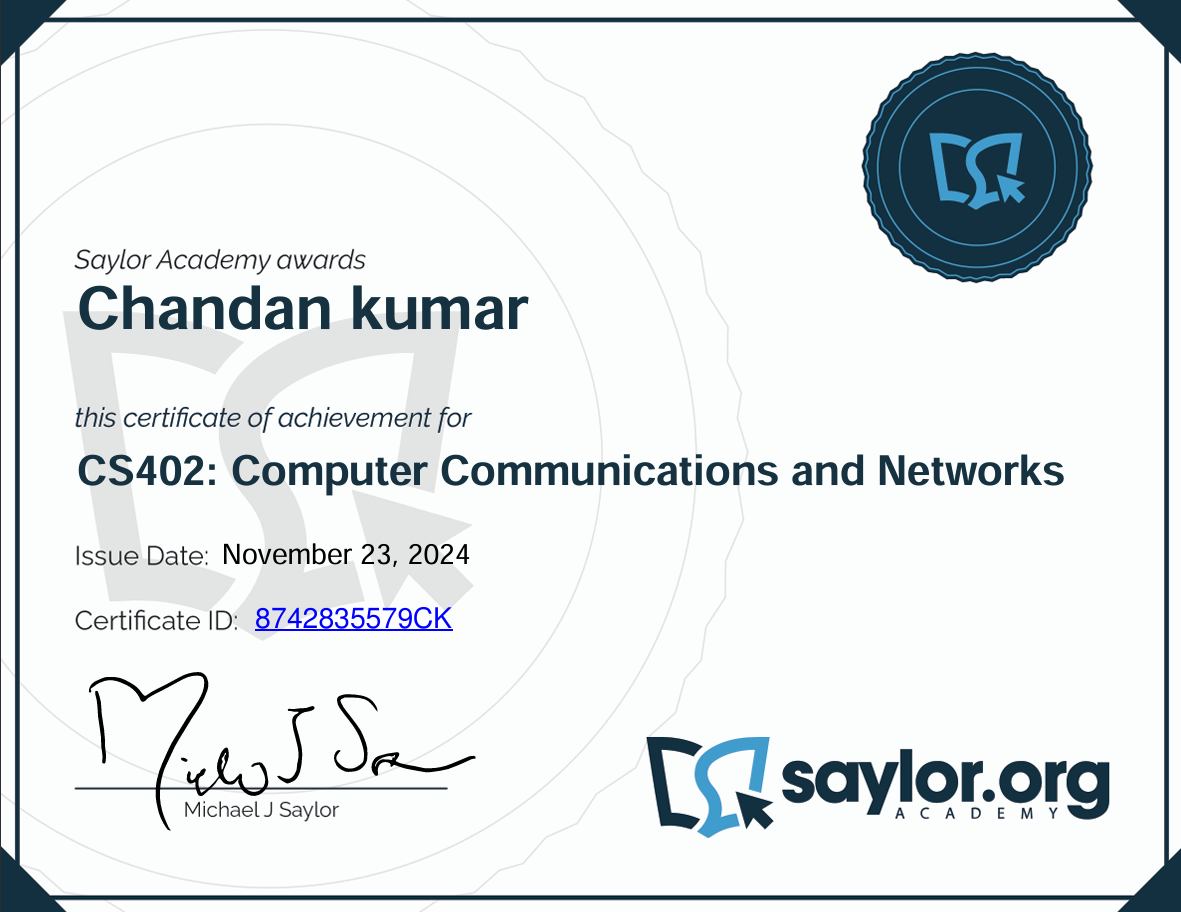 Saylor Academy awards
Chandan kumar
this certificate of achievement for
CS402: Computer Communications and Networks
Issue Date: November 23, 2024
Certificate ID: 8742835579CK
Michael J Saylor
saylor.org
ACADEMY